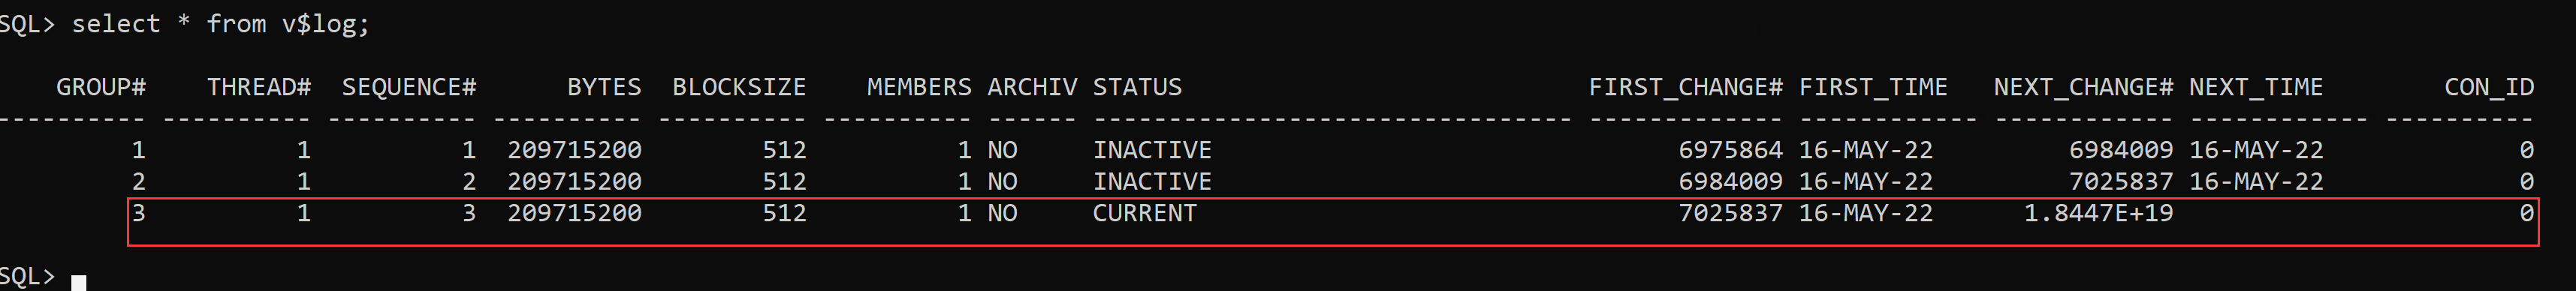 SQL> select * from v$log;
GROUP# THREAD# SEQUENCE# BYTES BLOCKSIZE MEMBERS ARCHIV STATUS FIRST_CHANGE# FIRST_TIME NEXT_CHANGE# NEXT_TIME CON_ID
---------- ---------- ---------- ---------- ---------- ---------- ------ -------------------------------- ------------- ------------ ------------ ------------ ----------
1 1 1 209715200 512 1 NO INACTIVE 6975864 16-MAY-22 6984009 16-MAY-22 0
2 1 2 209715200 512 1 NO INACTIVE 6984009 16-MAY-22 7025837 16-MAY-22 0
3 1 3 209715200 512 1 NO CURRENT 7025837 16-MAY-22 1.8447E+19 0
SQL>